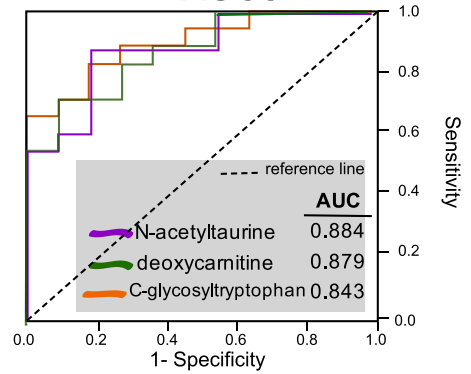 1.0
0.8
0.6
0.4
0.2
0.0
Sensitivity
reference line
AUC
N-acetyltaurine 0.884
deoxycarnitine 0.879
C-glycosyltryptophan 0.843
0.0 0.2 0.4 0.6 0.8 1.0
1- Specificity